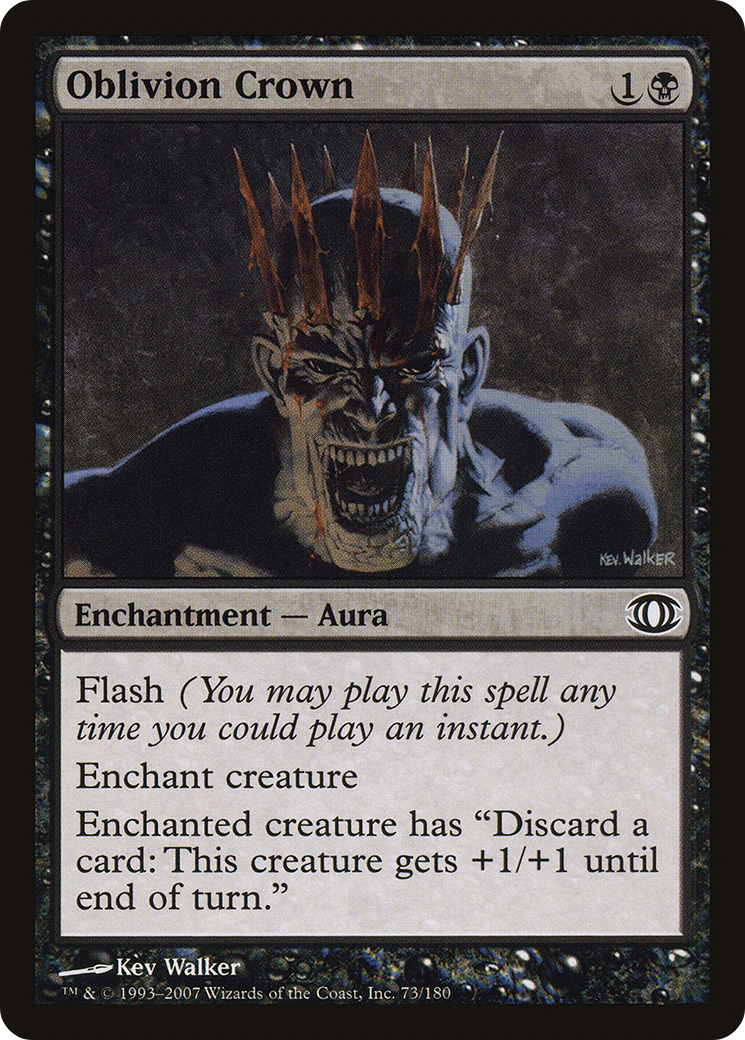 Oblivion Crown 1
KEV. WALKER
Enchantment — Aura
Flash (You may play this spell any
time you could play an instant.)
Enchant creature
Enchanted creature has “Discard a
card: This creature gets +1/+1 until
end of turn.”
Kev Walker
™ & © 1993–2007 Wizards of the Coast, Inc. 73/180